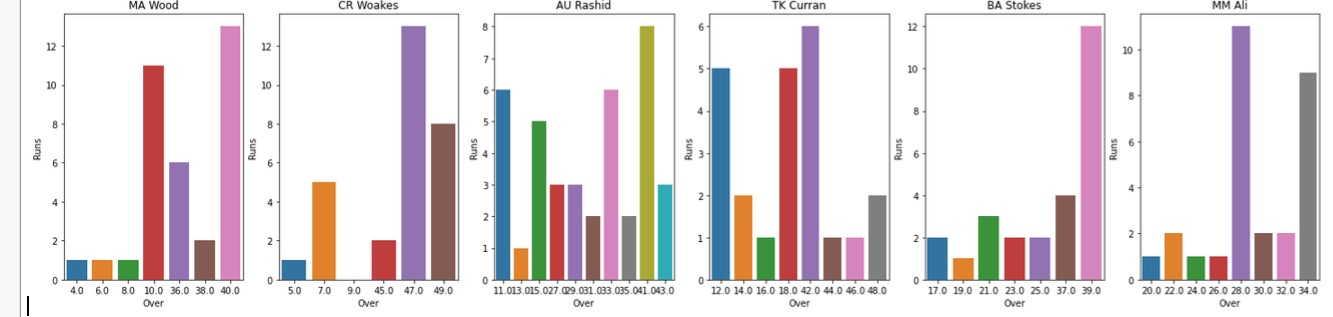 MA Wood
Runs
12
10
8
6
4
2
0
4.0 6.0 8.0 10.0 36.0 38.0 40.0
Over
CR Woakes
Runs
12
10
8
6
4
2
0
5.0 7.0 9.0 45.0 47.0 49.0
Over
AU Rashid
Runs
8
7
6
5
4
3
2
1
0
11.0 13.0 15.0 27.0 29.0 31.0 33.0 35.0 41.0 43.0
Over
TK Curran
Runs
6
5
4
3
2
1
0
12.0 14.0 16.0 18.0 42.0 44.0 46.0 48.0
Over
BA Stokes
Runs
12
10
8
6
4
2
0
17.0 19.0 21.0 23.0 25.0 37.0 39.0
Over
MM Ali
Runs
10
8
6
4
2
0
20.0 22.0 24.0 26.0 28.0 30.0 32.0 34.0
Over